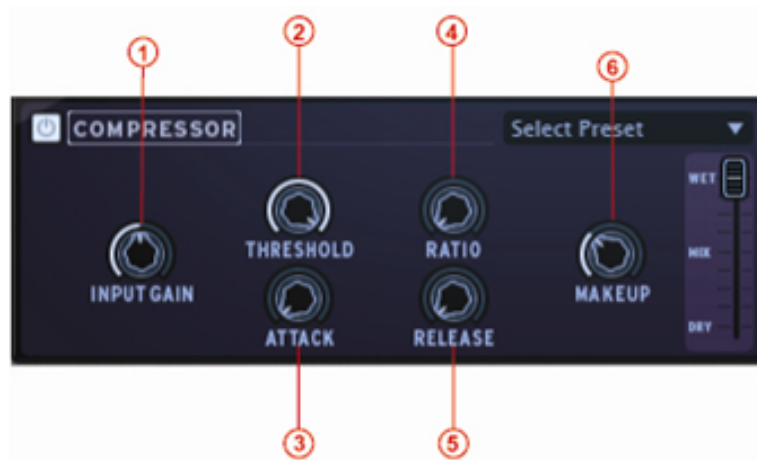 2 4
1 6
COMPRESSOR Select Preset
WET
THRESHOLD RATIO
MIX
INPUT GAIN MAKEUP
DRY
ATTACK RELEASE
3 5